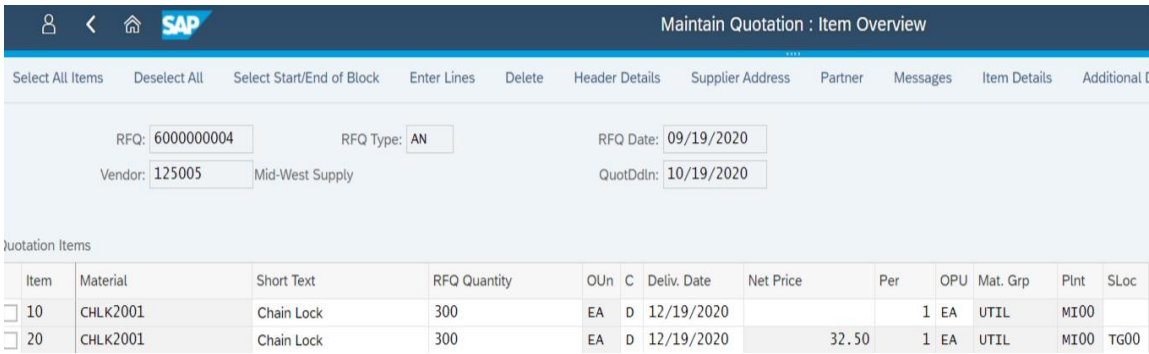 SAP Maintain Quotation : Item Overview
Select All Items Deselect All Select Start/End of Block Enter Lines Delete Header Details Supplier Address Partner Messages Item Details Additional D
RFQ: 6000000004 RFQ Type: AN RFQ Date: 09/19/2020
Vendor: 125005 Mid-West Supply QuotDdln: 10/19/2020
Quotation Items
Item Material Short Text RFQ Quantity OUn C Deliv. Date Net Price Per OPU Mat. Grp Plnt SLoc
10 CHLK2001 Chain Lock 300 EA D 12/19/2020 1 EA UTIL MI00
20 CHLK2001 Chain Lock 300 EA D 12/19/2020 32.50 1 EA UTIL MI00 TG00